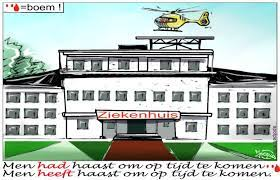 =boem !
Ziekenhuis
Men had haast om op tijd te komen.
Men heeft haast om op tijd te komen.